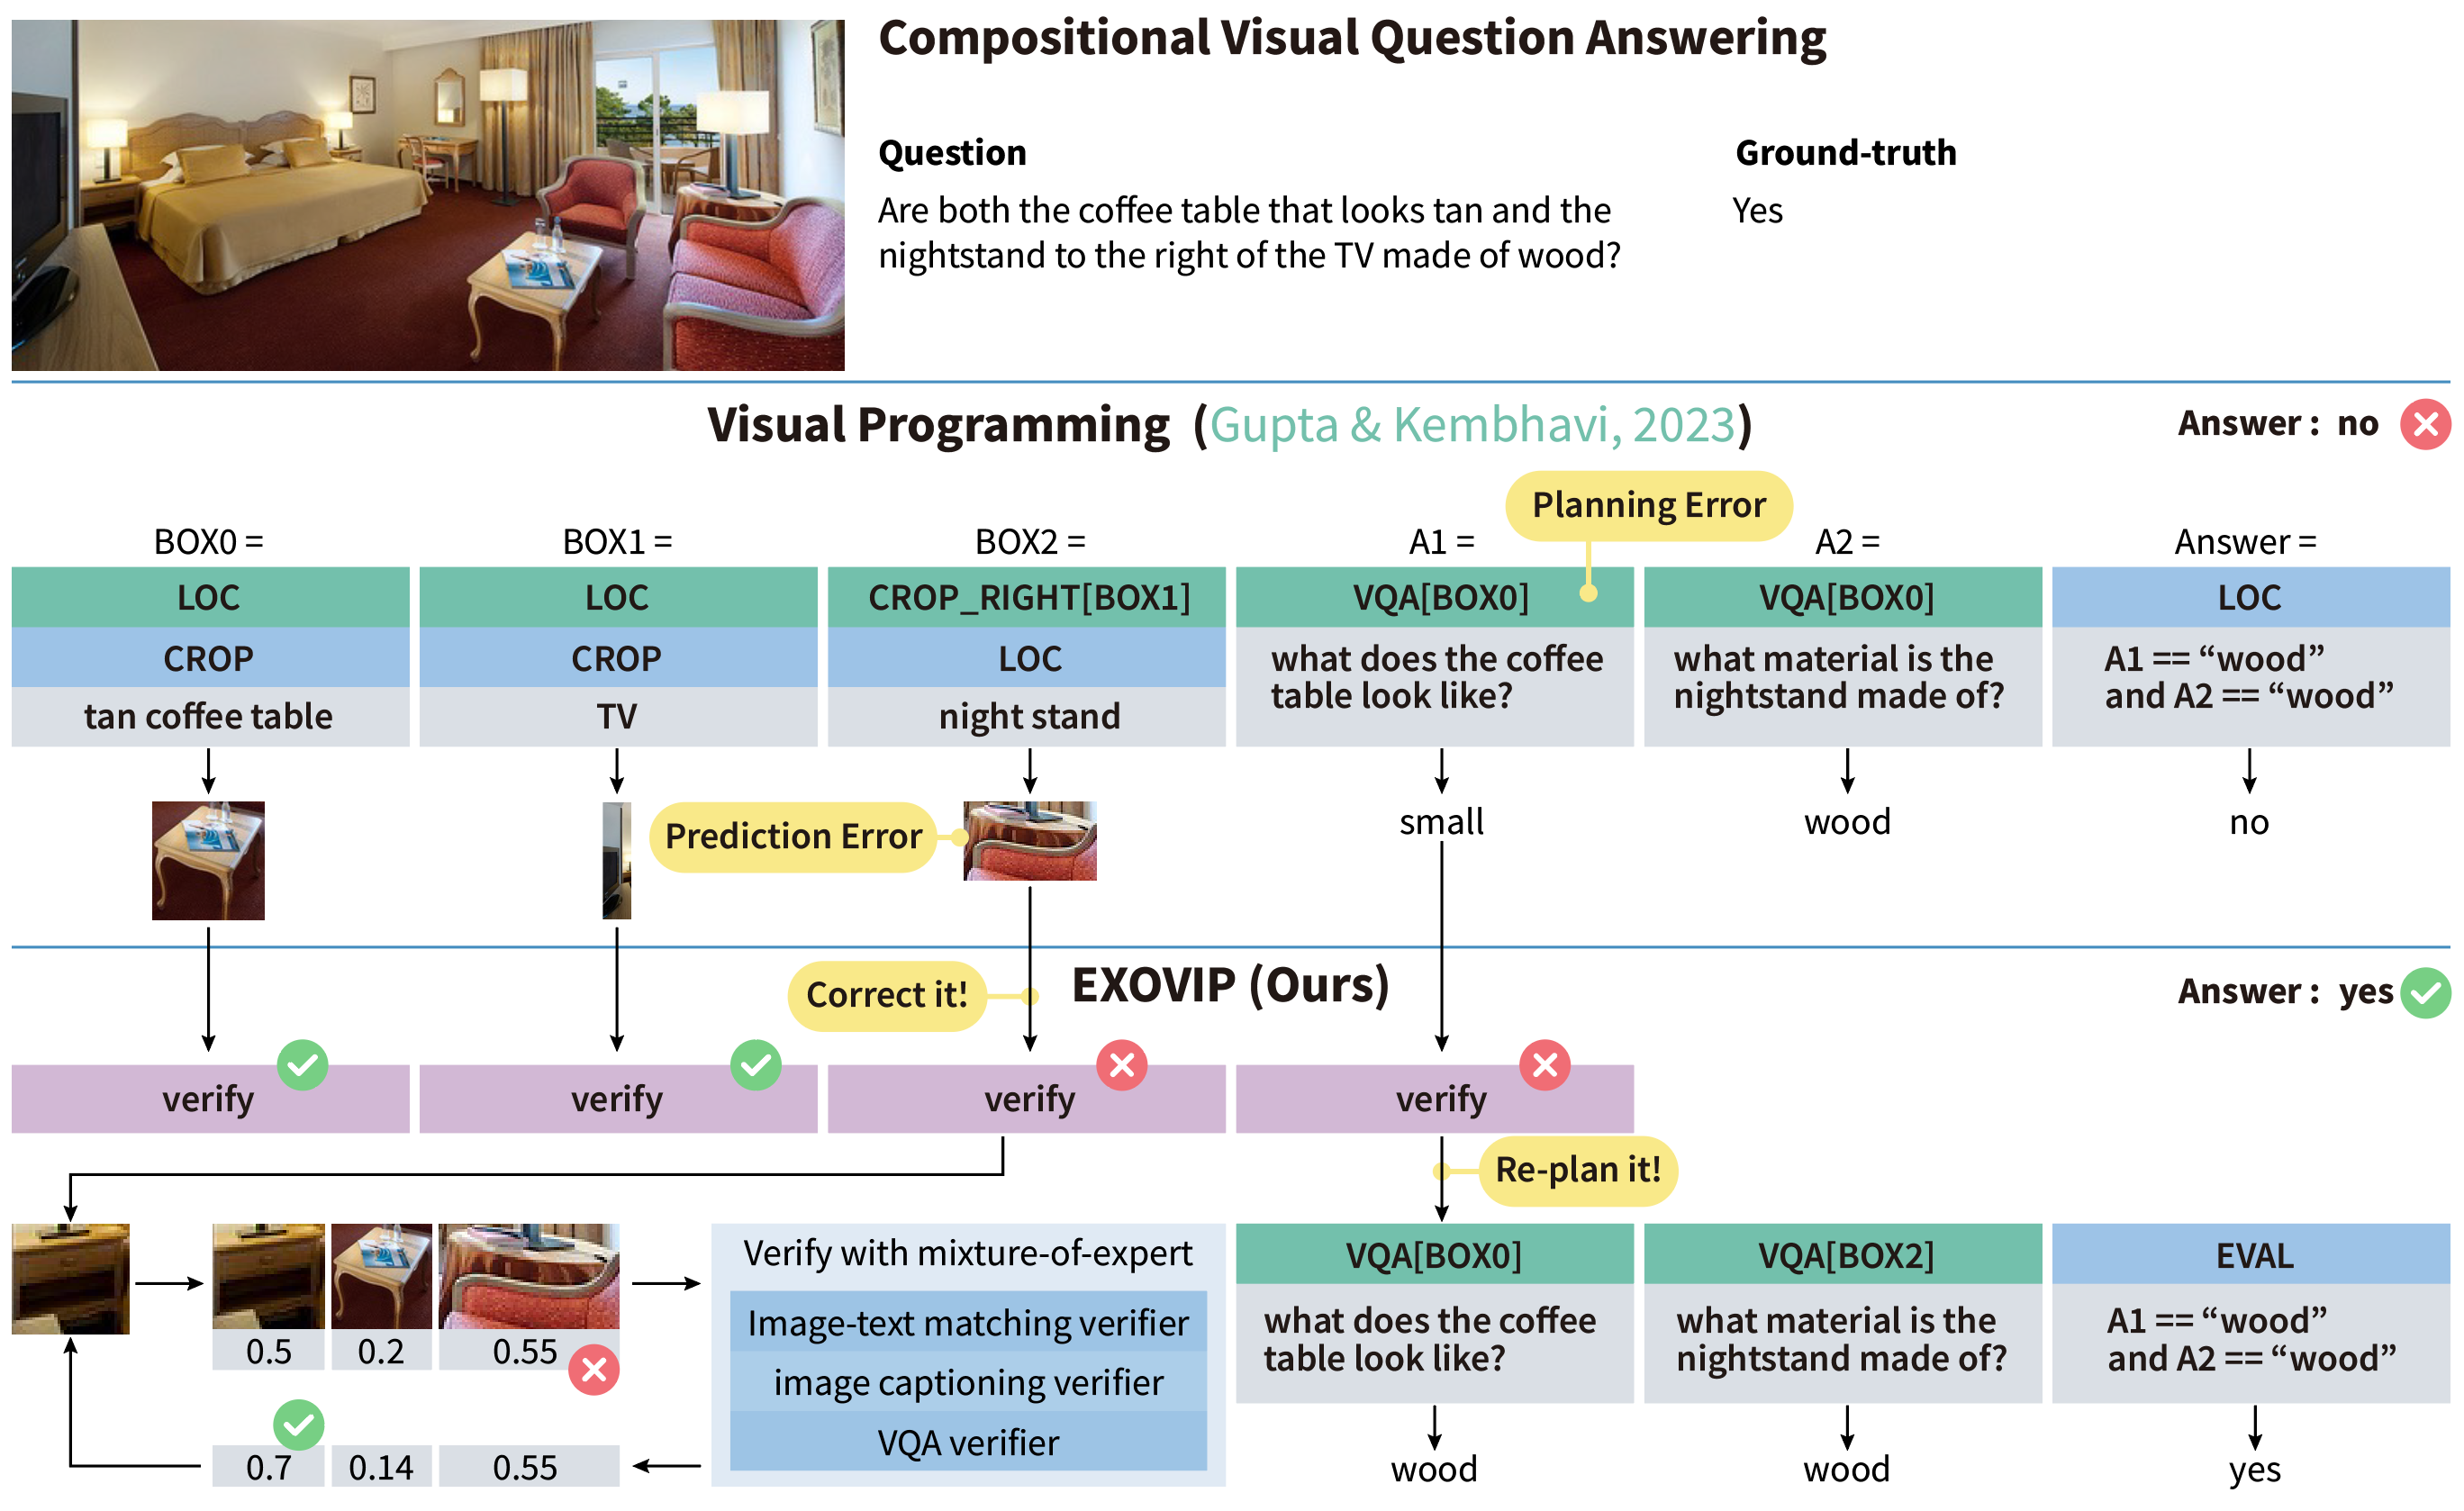 Compositional Visual Question Answering
Question
Ground-truth
Are both the coffee table that looks tan and the
nightstand to the right of the TV made of wood?
Yes
Visual Programming (Gupta & Kembhavi, 2023)
Answer : no
Planning Error
BOX0 =
BOX1 =
BOX2 =
A1 =
A2 =
Answer =
LOC
LOC
CROP_RIGHT[BOX1]
VQA[BOX0]
VQA[BOX0]
LOC
CROP
CROP
LOC
what does the coffee
table look like?
what material is the
nightstand made of?
A1 == “wood”
and A2 == “wood”
tan coffee table
TV
night stand
Prediction Error
small
wood
no
Correct it!
EXOVIP (Ours)
Answer : yes
verify
verify
verify
verify
Re-plan it!
Verify with mixture-of-expert
Image-text matching verifier
image captioning verifier
VQA verifier
0.5
0.2
0.55
0.7
0.14
0.55
VQA[BOX0]
VQA[BOX2]
EVAL
what does the coffee
table look like?
what material is the
nightstand made of?
A1 == “wood”
and A2 == “wood”
wood
wood
yes